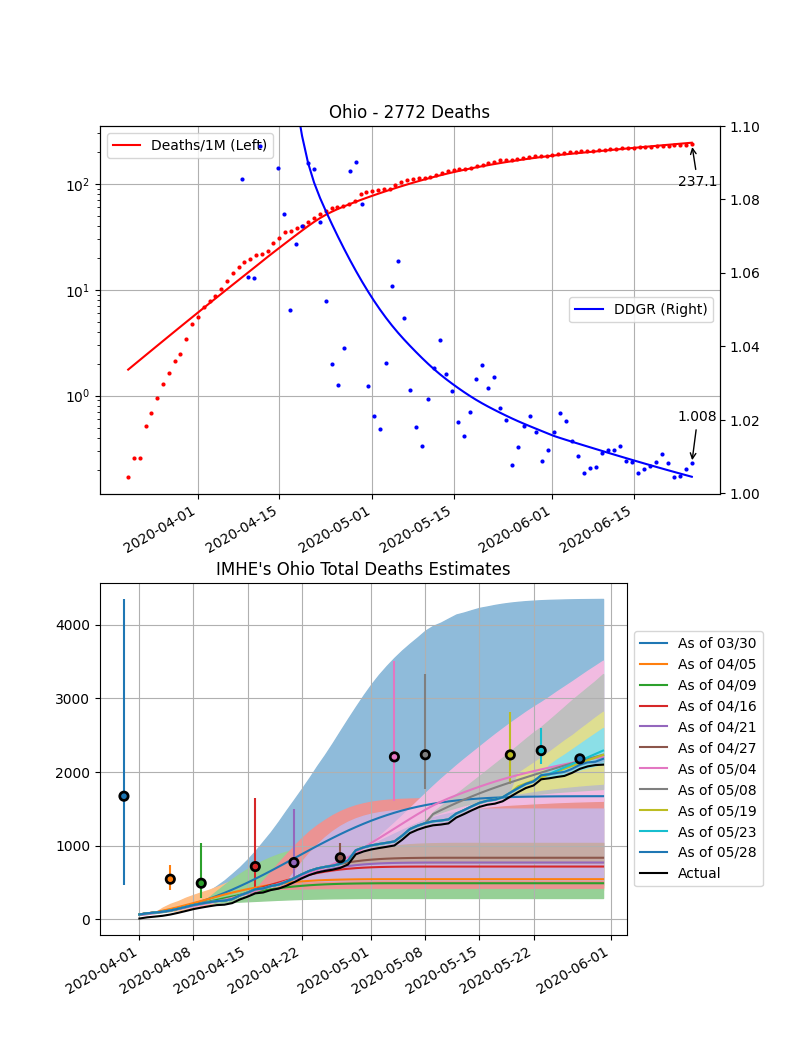 Ohio - 2772 Deaths
Deaths/1M (Left)
DDGR (Right)
237.1
1.008
10²
10¹
10⁰
1.10
1.08
1.06
1.04
1.02
1.00
2020-04-01
2020-04-15
2020-05-01
2020-05-15
2020-06-01
2020-06-15
IMHE's Ohio Total Deaths Estimates
4000
3000
2000
1000
0
2020-04-01
2020-04-08
2020-04-15
2020-04-22
2020-05-01
2020-05-08
2020-05-15
2020-05-22
2020-06-01
As of 03/30
As of 04/05
As of 04/09
As of 04/16
As of 04/21
As of 04/27
As of 05/04
As of 05/08
As of 05/19
As of 05/23
As of 05/28
Actual